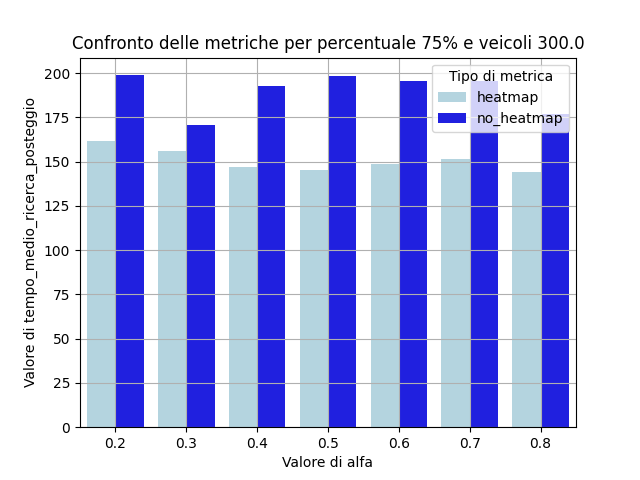 Confronto delle metriche per percentuale 75% e veicoli 300.0
Valore di tempo_medio_ricerca_posteggio
200
175
150
125
100
75
50
25
0
Tipo di metrica
heatmap
no_heatmap
0.2 0.3 0.4 0.5 0.6 0.7 0.8
Valore di alfa